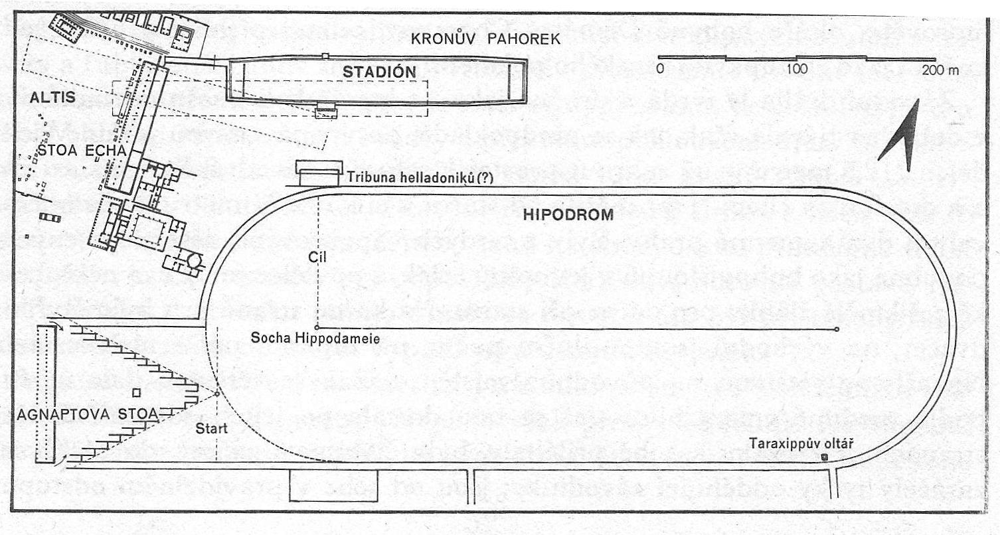 KRONŮV PAHOREK
STADIÓN
0 100 200 m
ALTIS
STOA ECHA
Tribuna helladoniků(?)
HIPODROM
Cíl
Socha Hippodameie
AGNAPTOVA STOA
Start
Taraxippův oltář